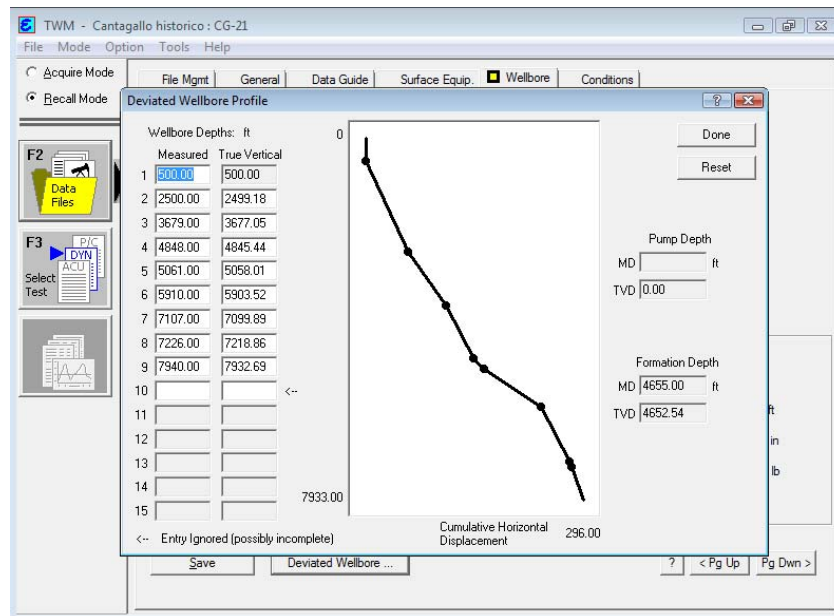 TWM - Cantagallo historico : CG-21
File Mode Option Tools Help
Acquire Mode
Recall Mode
File Mgmt General Data Guide Surface Equip. Wellbore Conditions
F2
Data
Files
F3
P/C
DYN
ACU
Select
Test
Deviated Wellbore Profile
Wellbore Depths: ft
Measured True Vertical
1 500.00 500.00
2 2500.00 2499.18
3 3679.00 3677.05
4 4848.00 4845.44
5 5061.00 5058.01
6 5910.00 5903.52
7 7107.00 7099.89
8 7226.00 7218.86
9 7940.00 7932.69
10 <--
11
12
13
14
15
<-- Entry Ignored (possibly incomplete)
0
7933.00
Cumulative Horizontal
Displacement
296.00
Done
Reset
Pump Depth
MD ft
TVD 0.00
Formation Depth
MD 4655.00 ft
TVD 4652.54
ft
in
lb
Save Deviated Wellbore ... ? < Pg Up Pg Dwn >